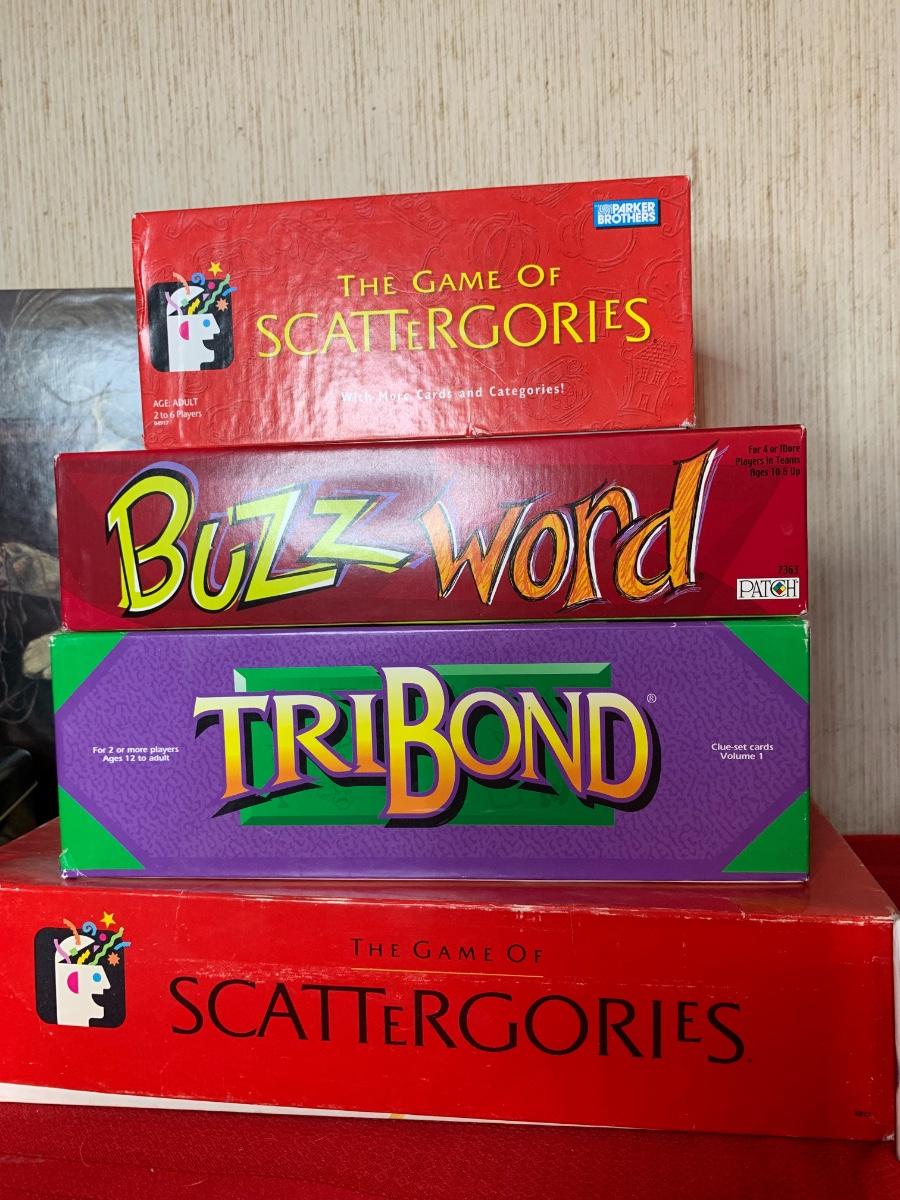 PARKER
BROTHERS
THE GAME OF
SCATTERGORIES
With More Cards and Categories!
AGE: ADULT
2 to 6 Players
04917
For 4 or More
Players in Teams
Ages 10 & Up
BUZZ WORD
7363
PATCH
TRIBOND®
For 2 or more players
Ages 12 to adult
Clue-set cards
Volume 1
THE GAME OF
SCATTERGORIES